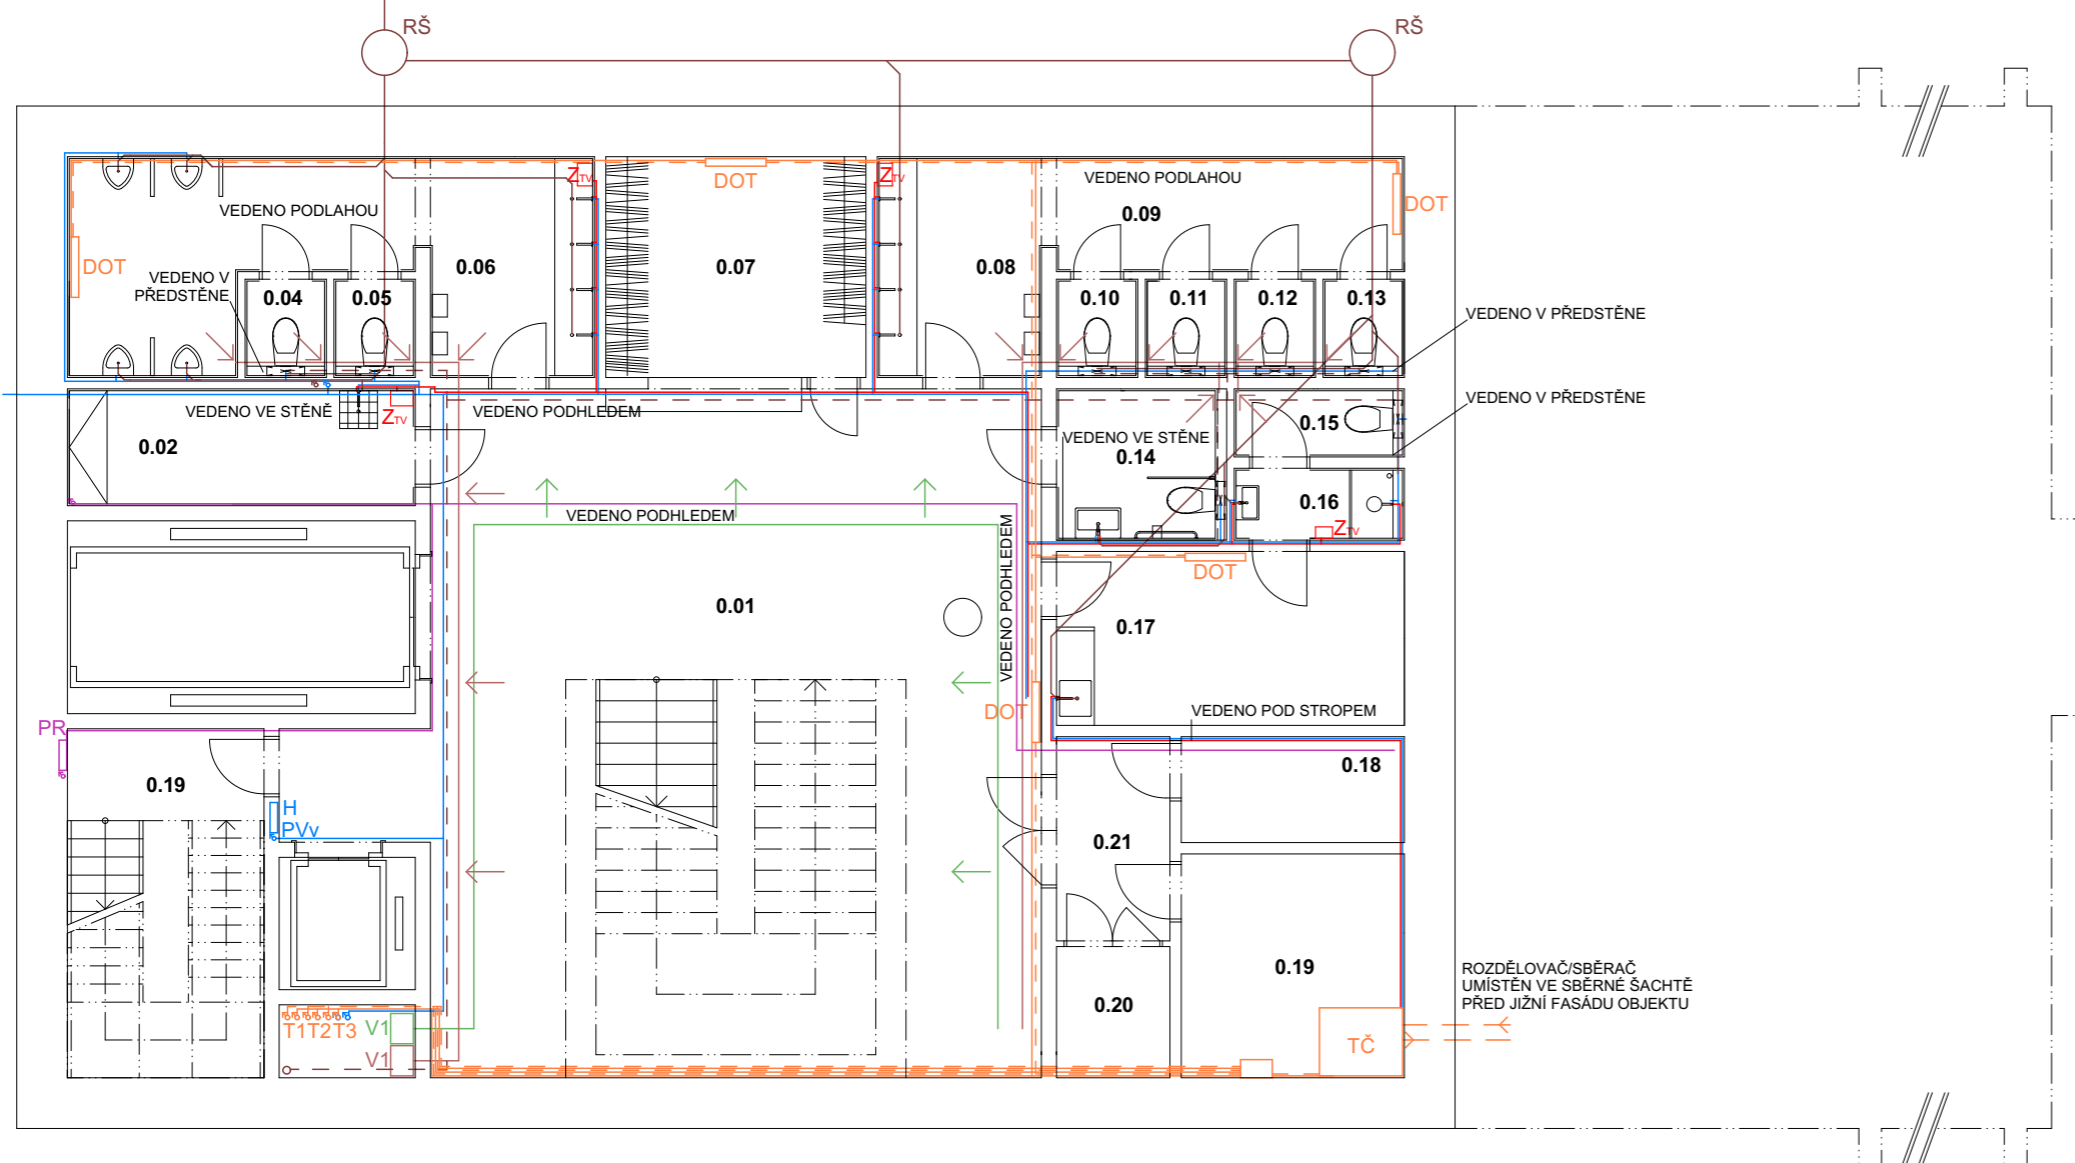 RŠ
RŠ
ZTV
DOT
ZTV
VEDENO PODLAHOU
DOT
VEDENO PODLAHOU
0.09
DOT
VEDENO V
PŘEDSTĚNE
0.06
0.07
0.08
0.04
0.05
0.10
0.11
0.12
0.13
VEDENO V PŘEDSTĚNE
VEDENO V PŘEDSTĚNE
VEDENO VE STĚNĚ
ZTV
VEDENO PODHLEDEM
0.02
VEDENO VE STĚNE
0.14
0.15
0.16
ZTV
VEDENO PODHLEDEM
VEDENO PODHLEDEM
DOT
0.01
0.17
DOT
VEDENO POD STROPEM
PR
0.19
H
PVv
0.18
0.21
0.19
0.20
ROZDĚLOVAČ/SBĚRAČ
UMÍSTĚN VE SBĚRNÉ ŠACHTĚ
PŘED JIŽNÍ FASÁDU OBJEKTU
T1T2T3
V1
V1
TČ